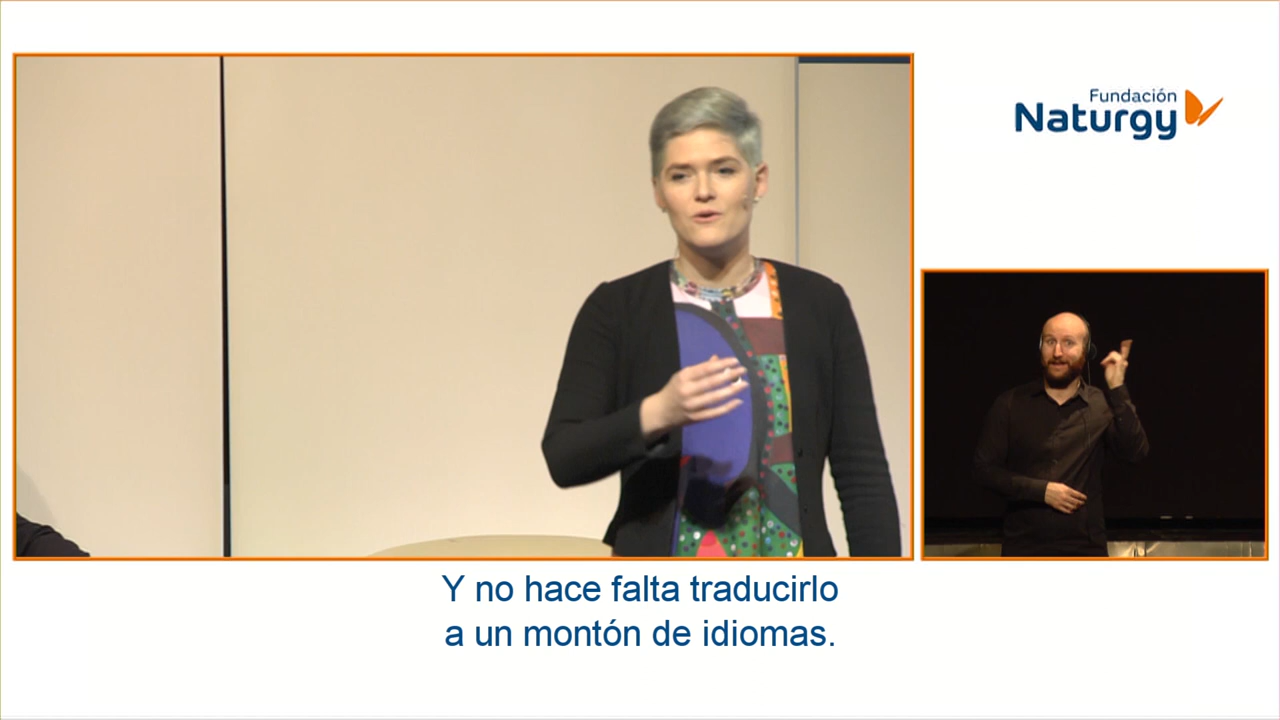 Fundación
Naturgy
Y no hace falta traducirlo
a un montón de idiomas.